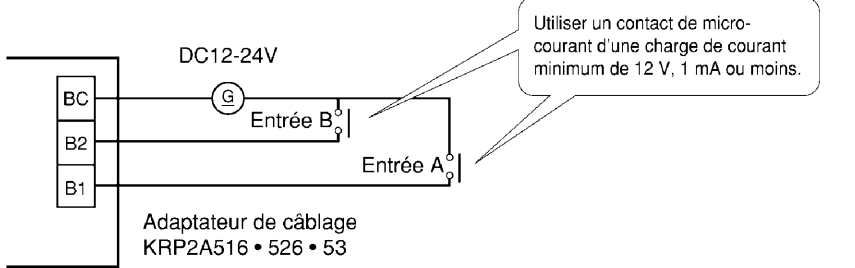 DC12-24V
Utiliser un contact de micro-
courant d'une charge de courant
minimum de 12 V, 1 mA ou moins.
BC
G
Entrée B
B2
Entrée A
B1
Adaptateur de câblage
KRP2A516 • 526 • 53